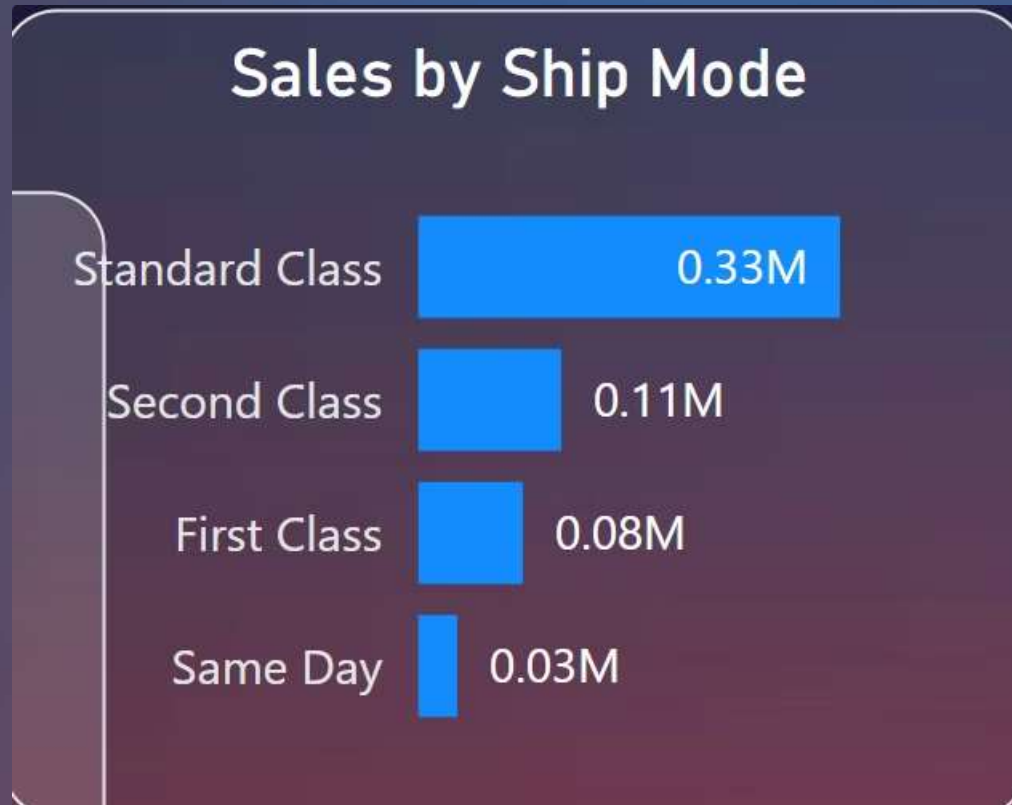 Sales by Ship Mode
Standard Class 0.33M
Second Class 0.11M
First Class 0.08M
Same Day 0.03M